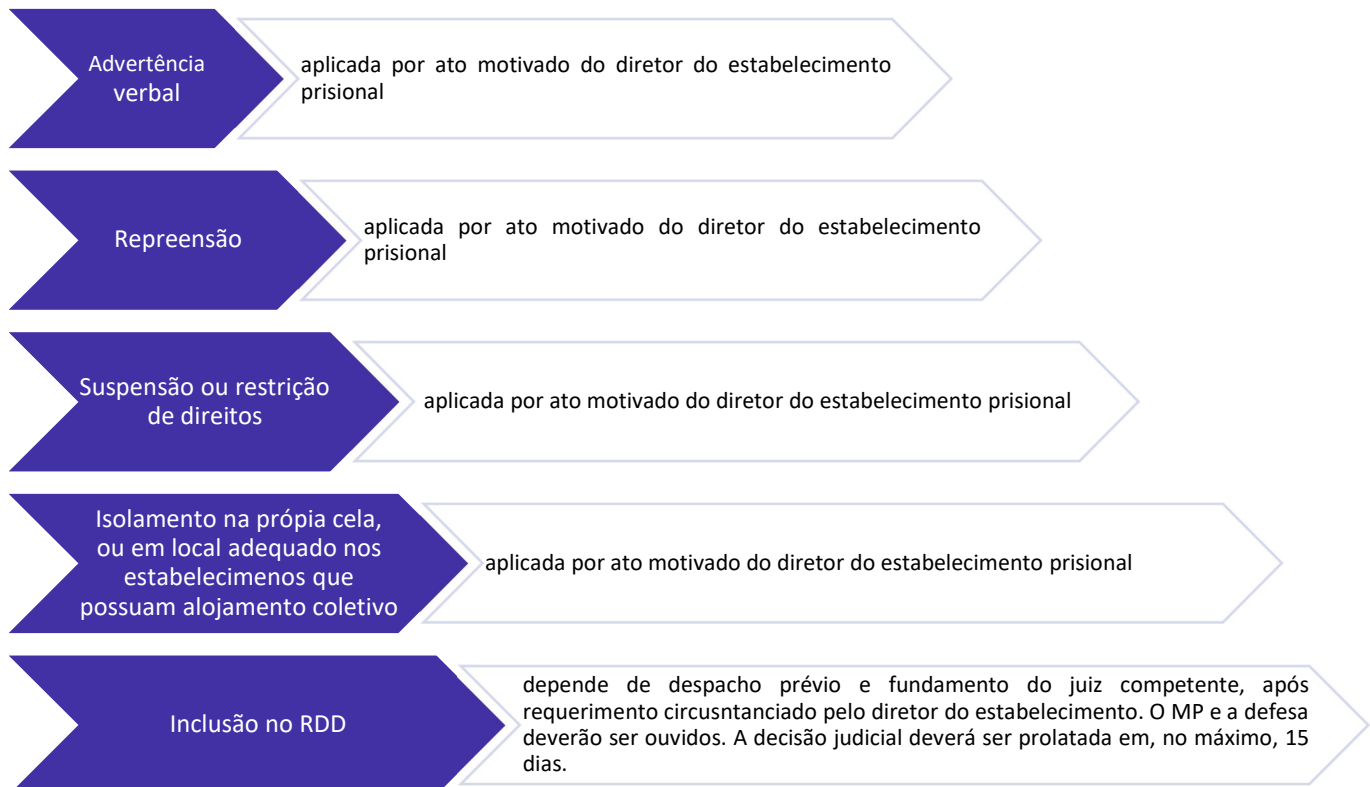 Advertência
verbal
aplicada por ato motivado do diretor do estabelecimento
prisional
Repreensão
aplicada por ato motivado do diretor do estabelecimento
prisional
Suspensão ou restrição
de direitos
aplicada por ato motivado do diretor do estabelecimento prisional
Isolamento na própia cela,
ou em local adequado nos
estabelecimenos que
possuam alojamento coletivo
aplicada por ato motivado do diretor do estabelecimento prisional
Inclusão no RDD
depende de despacho prévio e fundamento do juiz competente, após
requerimento circusntanciado pelo diretor do estabelecimento. O MP e a defesa
deverão ser ouvidos. A decisão judicial deverá ser prolatada em, no máximo, 15
dias.